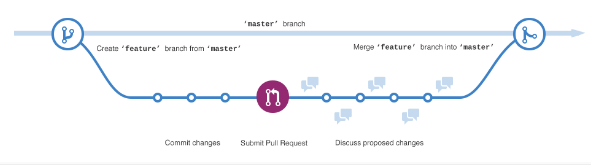 ‘master’ branch
Create ‘feature’ branch from ‘master’
Merge ‘feature’ branch into ‘master’
Commit changes
Submit Pull Request
Discuss proposed changes